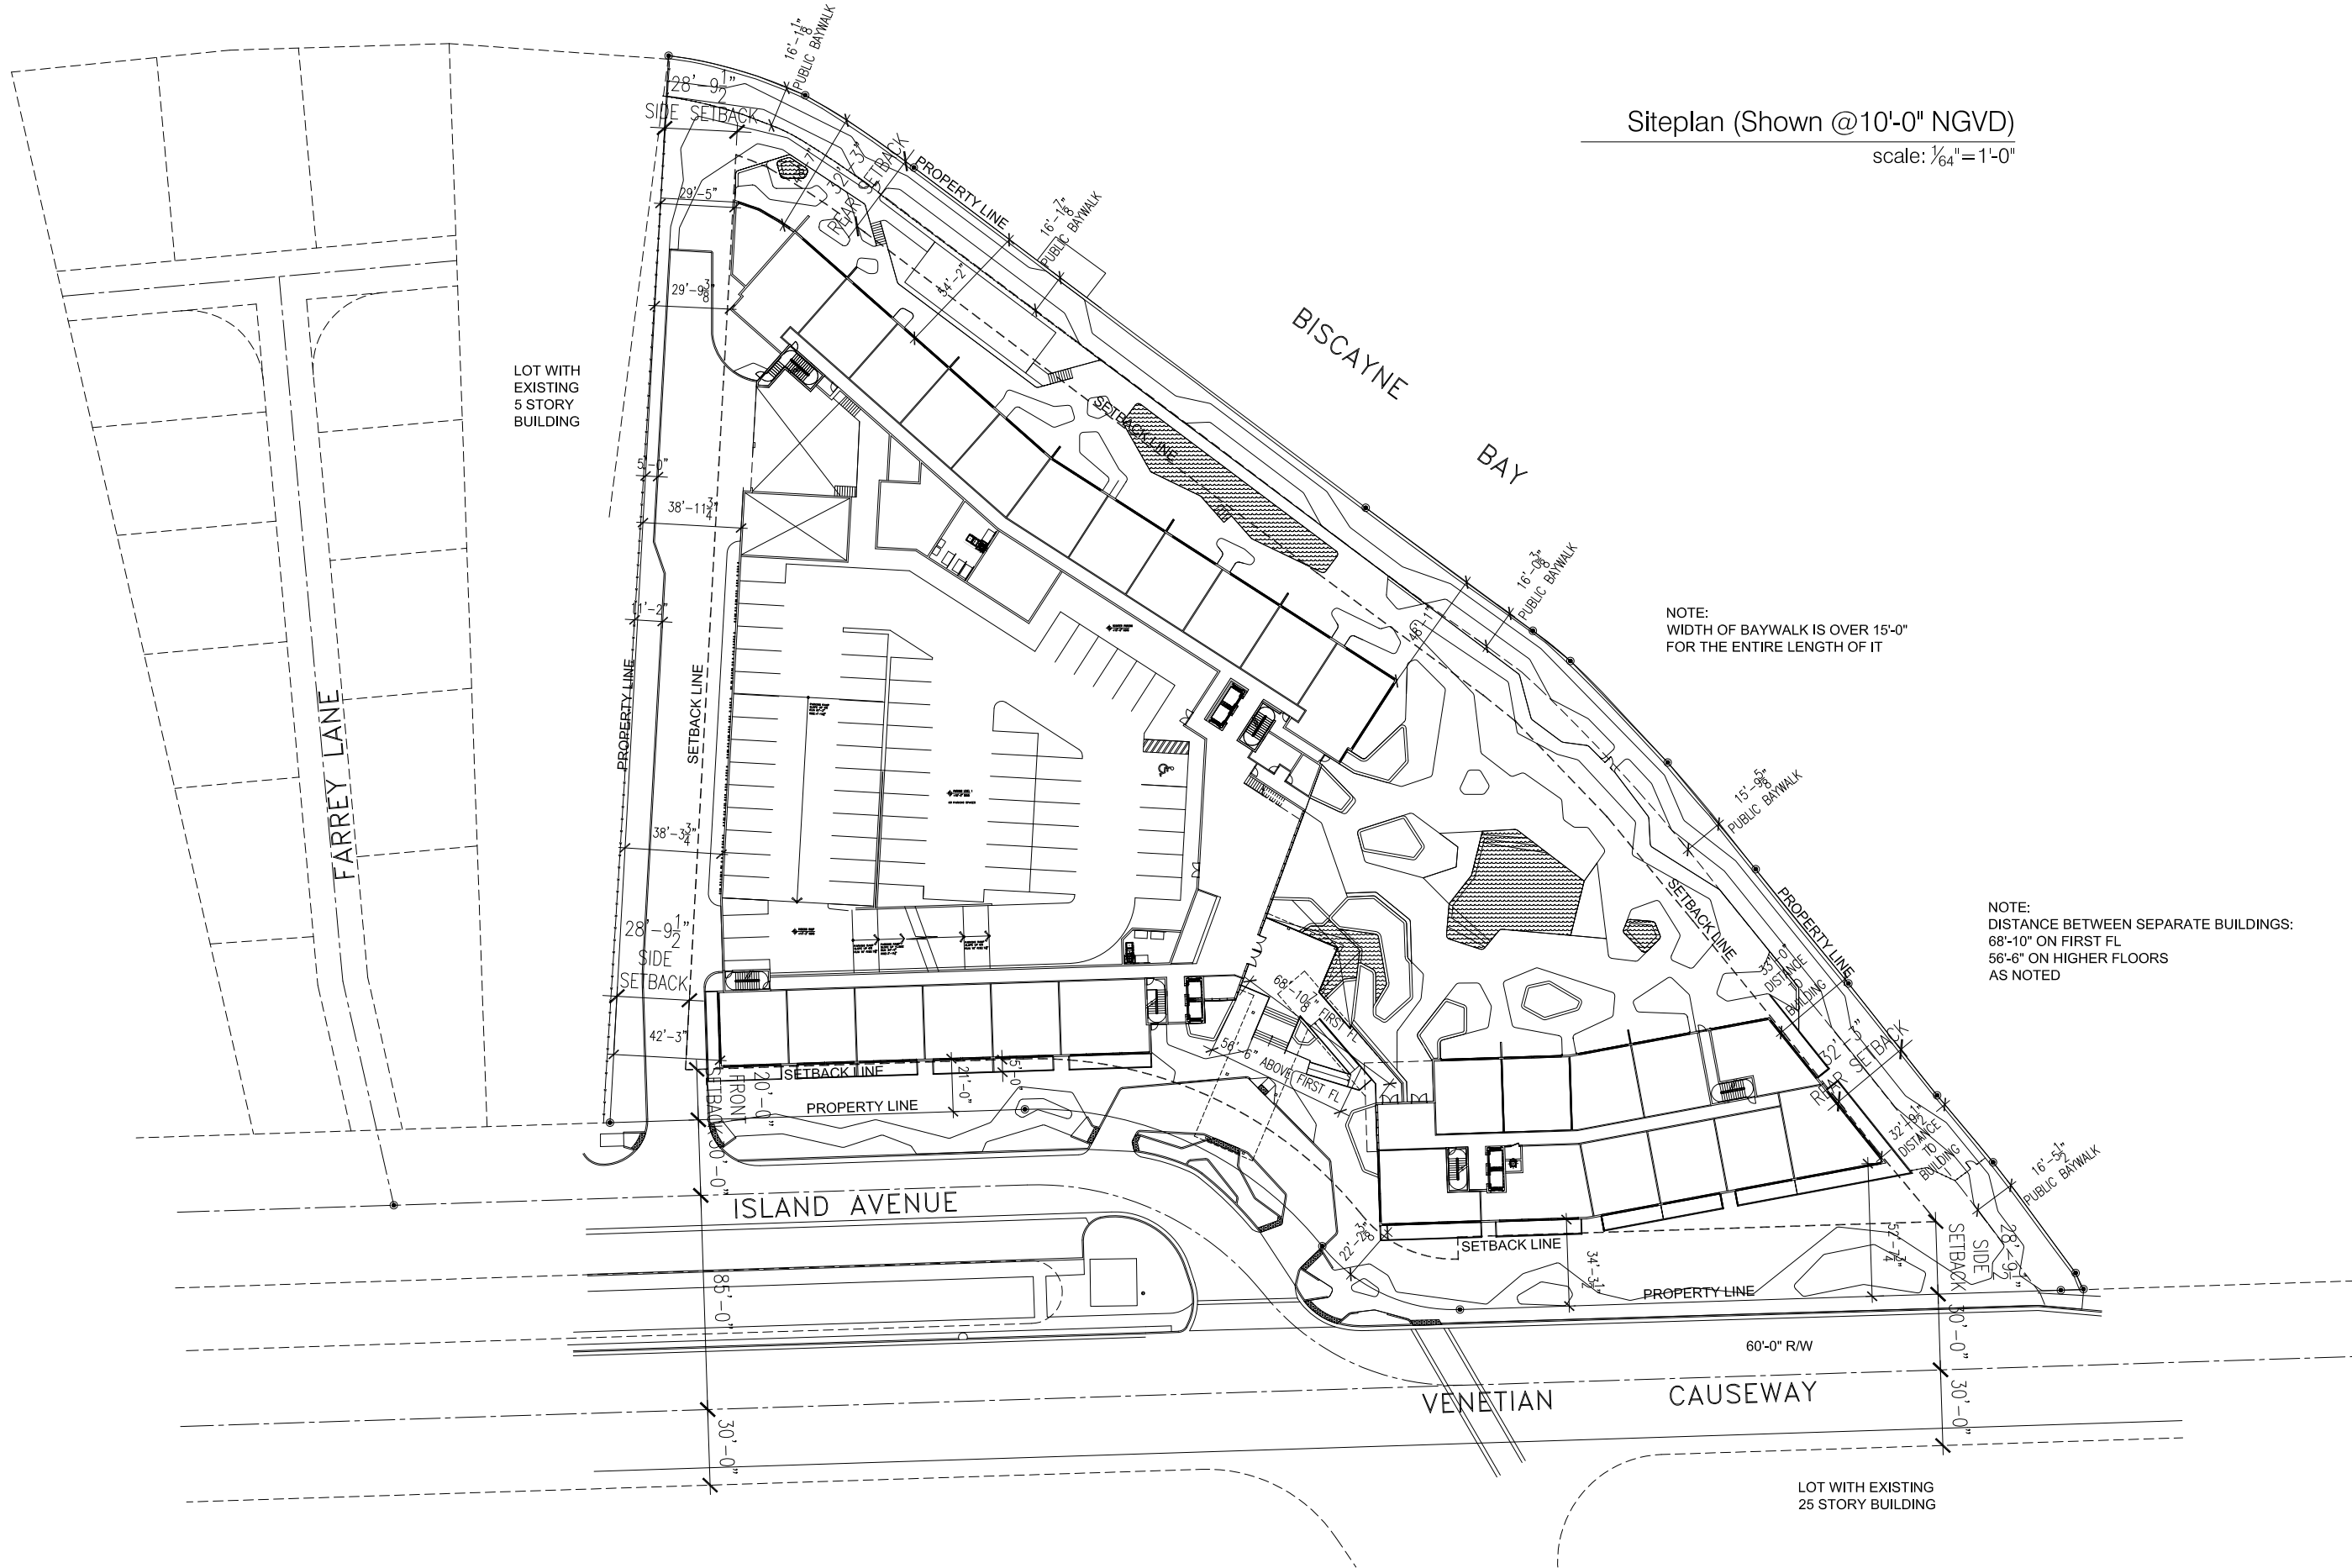 Siteplan (Shown @10'-0" NGVD)
scale: 1/64"=1'-0"
16'-1 1/8"
PUBLIC BAYWALK
28'-9 1/2"
SIDE SETBACK
32'-3"
REAR SETBACK
PROPERTY LINE
29'-5"
16'-1 7/8"
PUBLIC BAYWALK
54'-2"
29'-9 3/8"
BISCAYNE
BAY
LOT WITH
EXISTING
5 STORY
BUILDING
SETBACK LINE
5'-0"
38'-11 3/4"
16'-0 3/8"
PUBLIC BAYWALK
48'-1"
11'-2"
NOTE:
WIDTH OF BAYWALK IS OVER 15'-0"
FOR THE ENTIRE LENGTH OF IT
PROPERTY LINE
SETBACK LINE
FARREY LANE
15'-9 5/8"
PUBLIC BAYWALK
38'-3 3/4"
SETBACK LINE
PROPERTY LINE
NOTE:
DISTANCE BETWEEN SEPARATE BUILDINGS:
68'-10" ON FIRST FL
56'-6" ON HIGHER FLOORS
AS NOTED
28'-9 1/2"
SIDE
SETBACK
33'-0"
DISTANCE
TO
BUILDING
68'-10 7/8" FIRST FL
56'-6" ABOVE FIRST FL
42'-3"
32'-3"
REAR SETBACK
SETBACK LINE
20'-0"
FRONT
SETBACK
21'-0"
5'-0"
PROPERTY LINE
32'-9 1/2"
DISTANCE
TO
BUILDING
16'-5 1/2"
PUBLIC BAYWALK
30'-0"
ISLAND AVENUE
22'-2 3/8"
SETBACK LINE
34'-3 1/2"
52'-7 3/4"
28'-9 1/2"
SIDE
SETBACK
PROPERTY LINE
85'-0"
30'-0"
60'-0" R/W
VENETIAN CAUSEWAY
30'-0"
30'-0"
LOT WITH EXISTING
25 STORY BUILDING